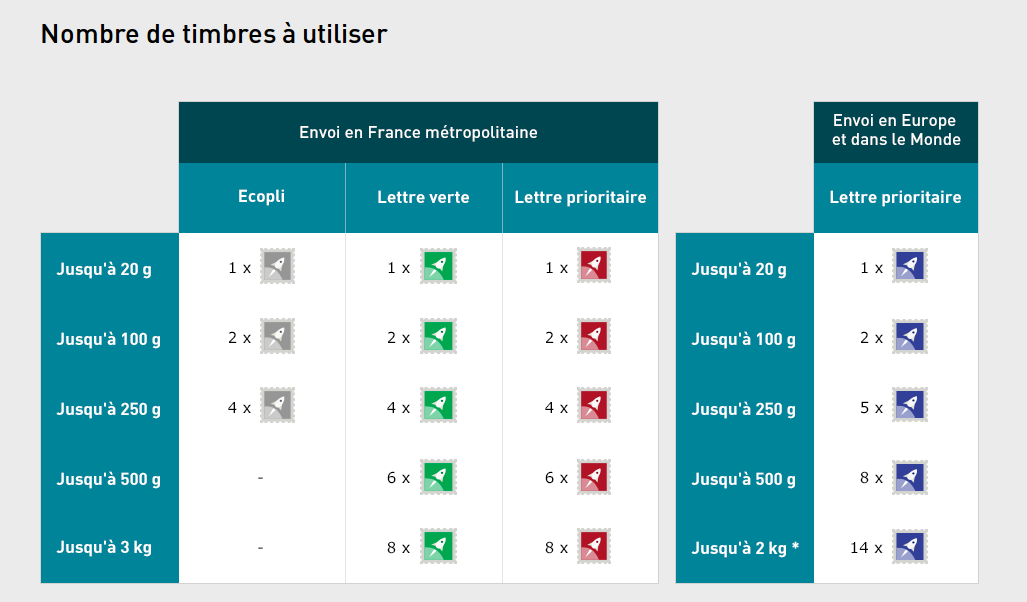 Nombre de timbres à utiliser
Envoi en France métropolitaine
Ecopli Lettre verte Lettre prioritaire
Jusqu'à 20 g 1 x 1 x 1 x
Jusqu'à 100 g 2 x 2 x 2 x
Jusqu'à 250 g 4 x 4 x 4 x
Jusqu'à 500 g - 6 x 6 x
Jusqu'à 3 kg - 8 x 8 x
Envoi en Europe
et dans le Monde
Lettre prioritaire
Jusqu'à 20 g 1 x
Jusqu'à 100 g 2 x
Jusqu'à 250 g 5 x
Jusqu'à 500 g 8 x
Jusqu'à 2 kg * 14 x